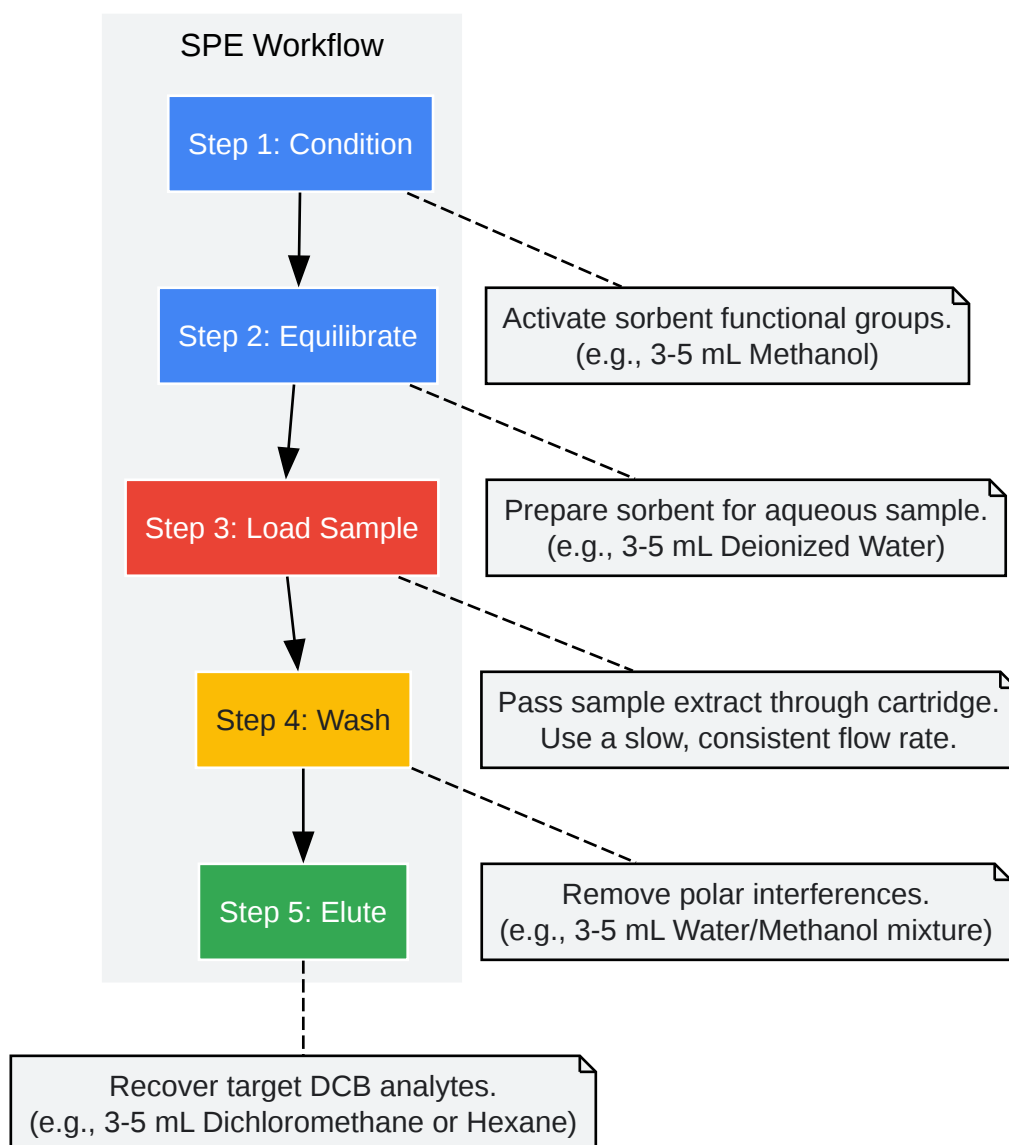 SPE Workflow
Step 1: Condition
Step 2: Equilibrate
Activate sorbent functional groups.
(e.g., 3-5 mL Methanol)
Step 3: Load Sample
Prepare sorbent for aqueous sample.
(e.g., 3-5 mL Deionized Water)
Step 4: Wash
Pass sample extract through cartridge.
Use a slow, consistent flow rate.
Step 5: Elute
Remove polar interferences.
(e.g., 3-5 mL Water/Methanol mixture)
Recover target DCB analytes.
(e.g., 3-5 mL Dichloromethane or Hexane)